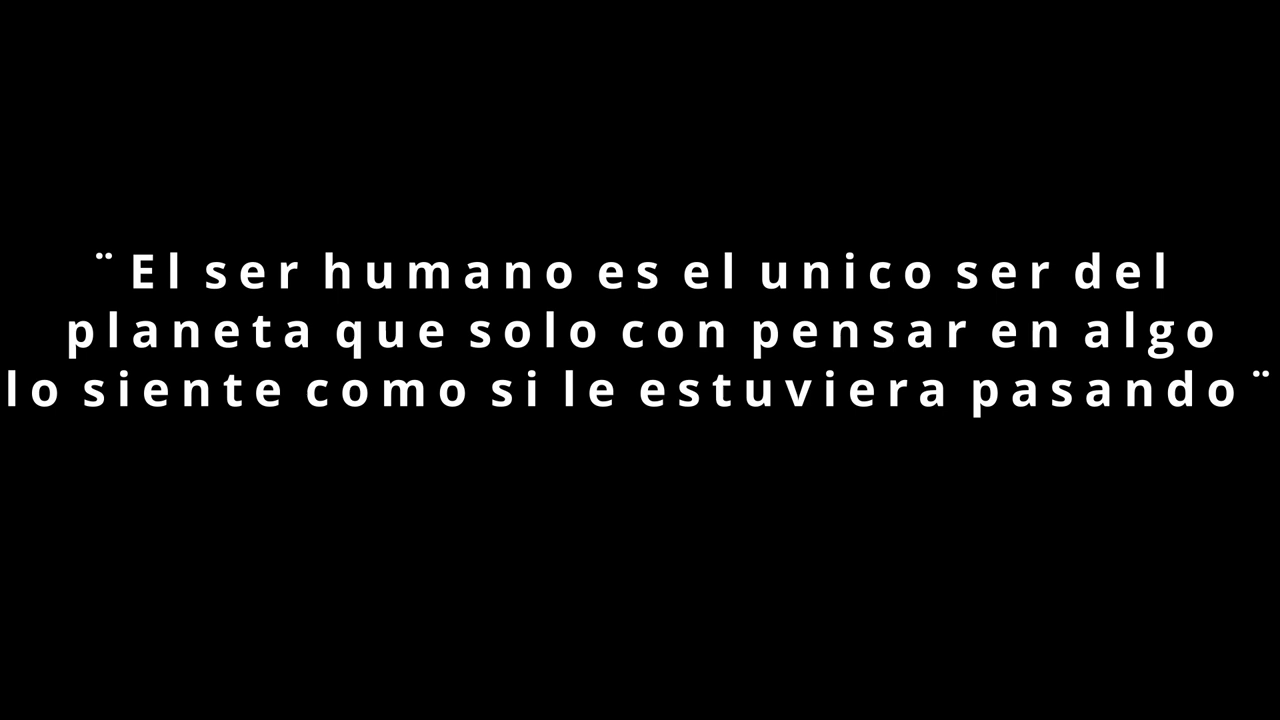 ¨El ser humano es el unico ser del
planeta que solo con pensar en algo
lo siente como si le estuviera pasando¨